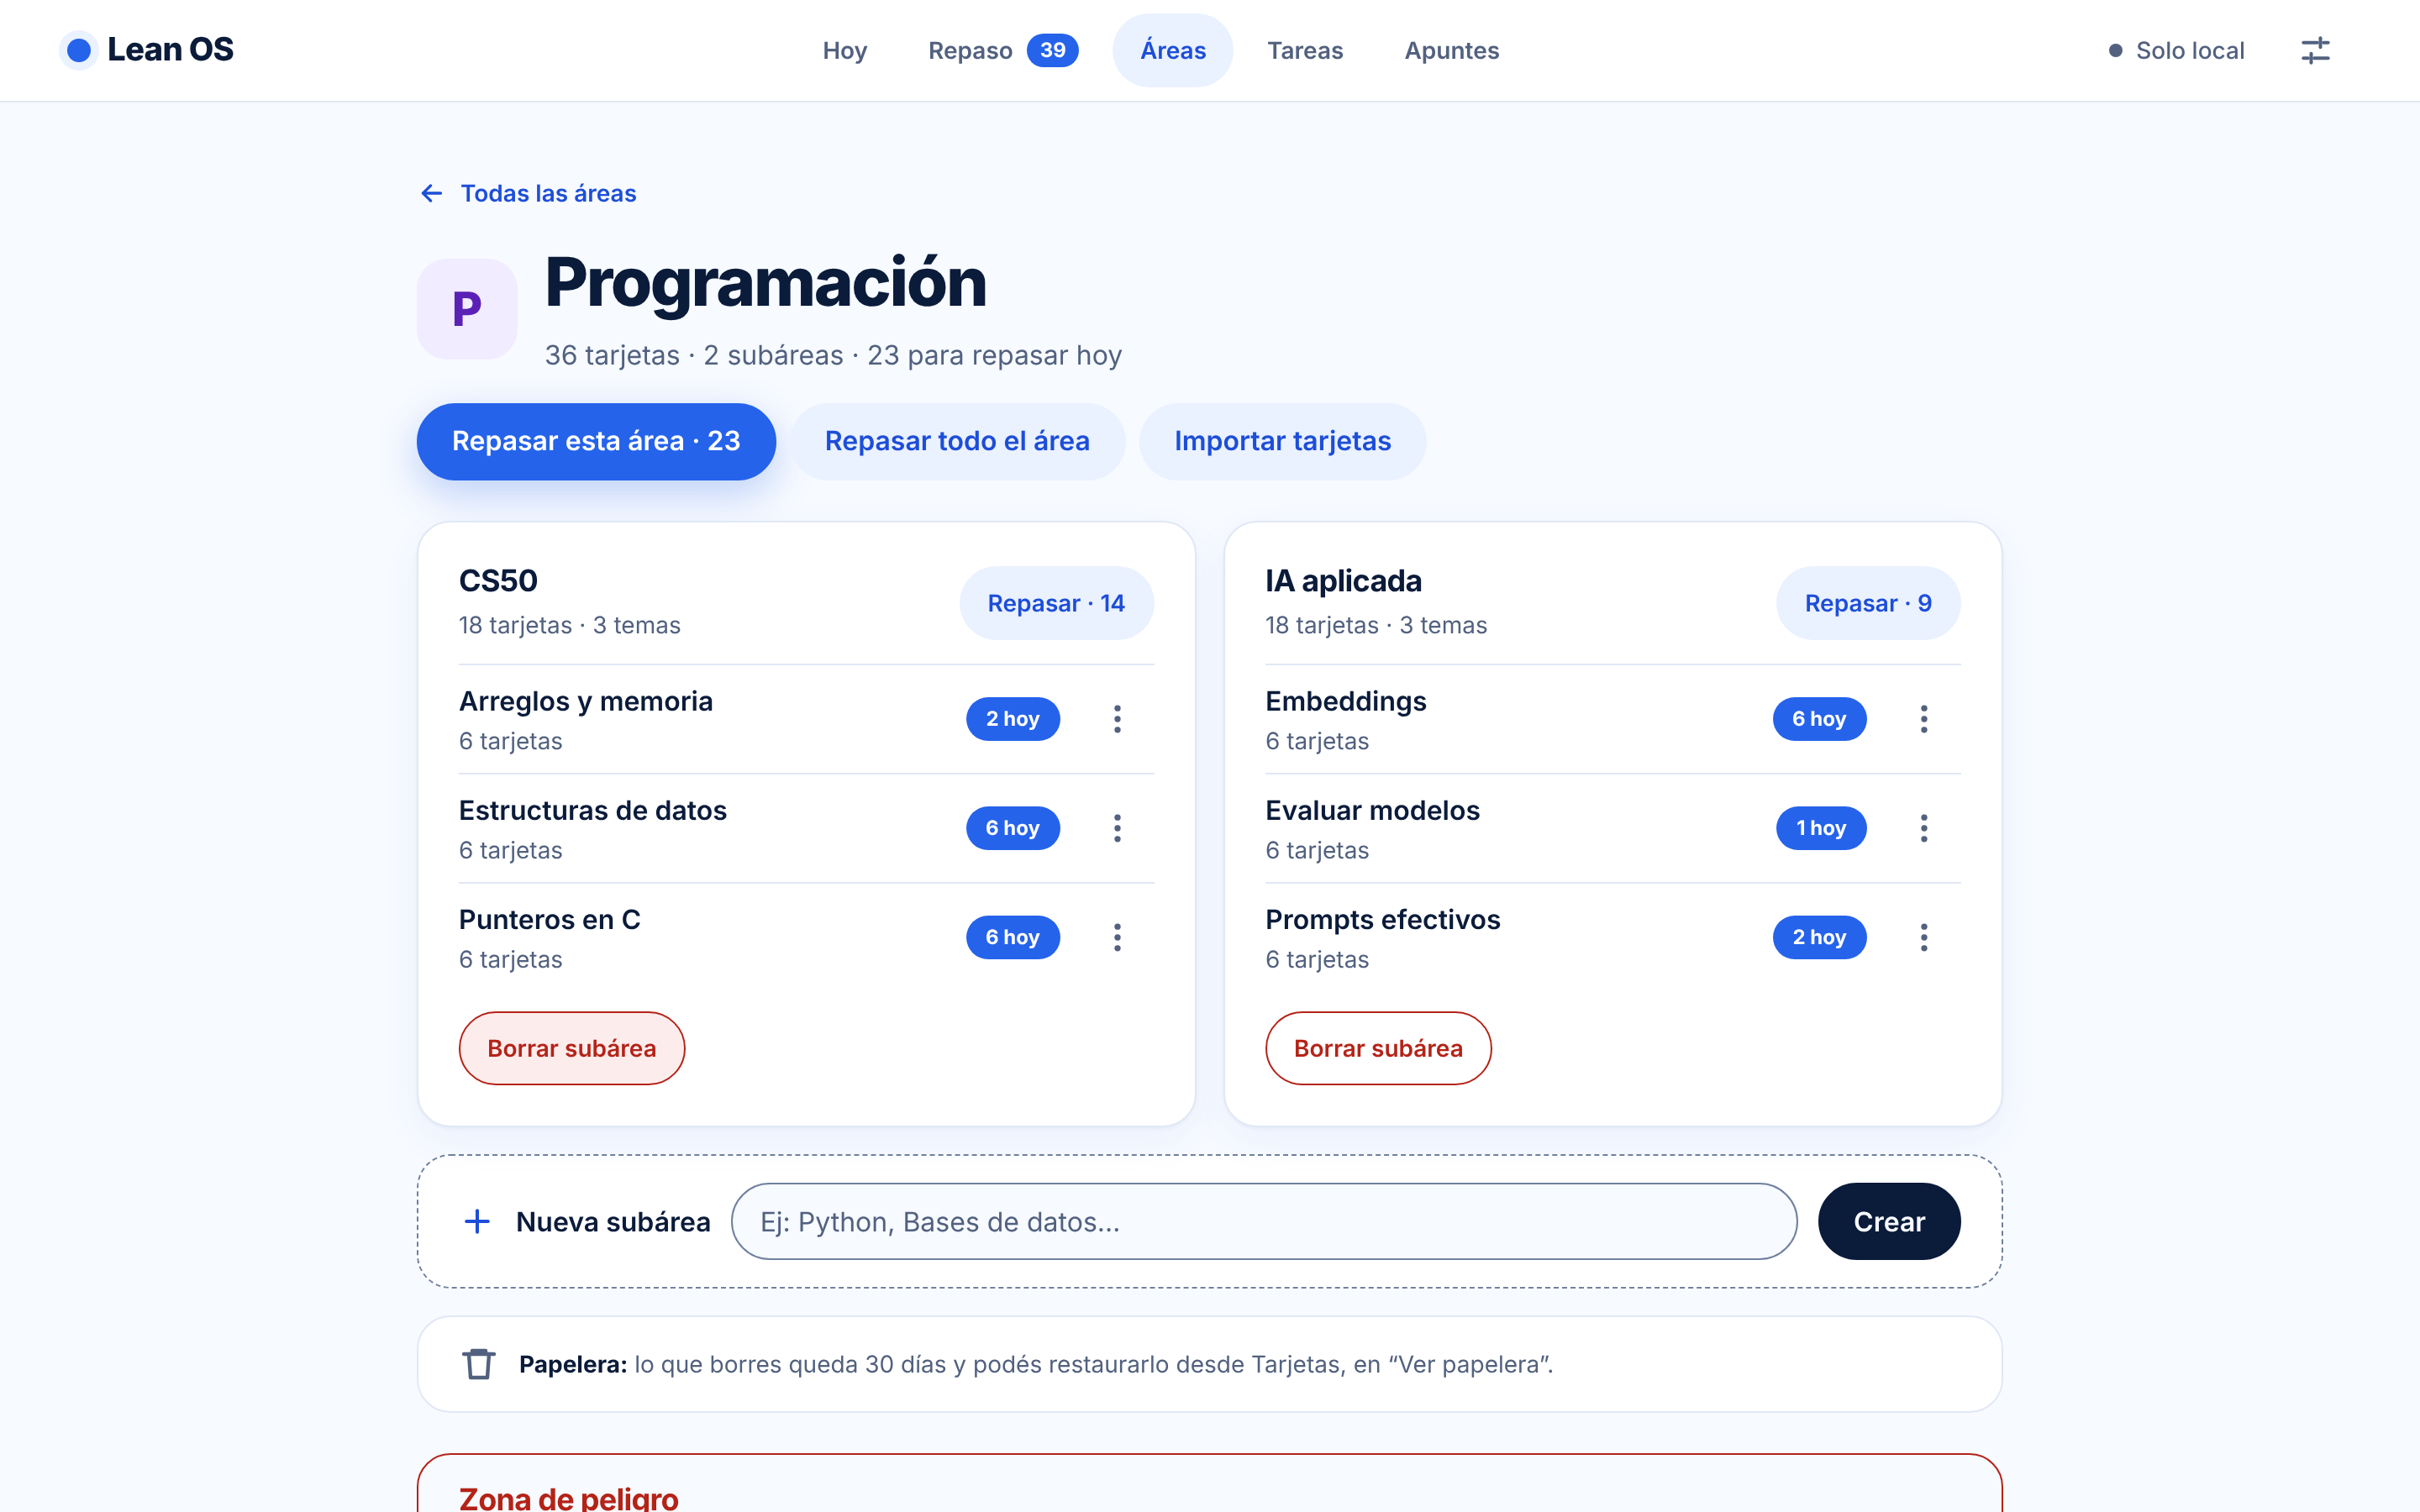 Lean OS
Hoy
Repaso 39
Áreas
Tareas
Apuntes
Solo local
Todas las áreas
P
Programación
36 tarjetas · 2 subáreas · 23 para repasar hoy
Repasar esta área · 23
Repasar todo el área
Importar tarjetas
CS50
18 tarjetas · 3 temas
Repasar · 14
Arreglos y memoria
6 tarjetas
2 hoy
Estructuras de datos
6 tarjetas
6 hoy
Punteros en C
6 tarjetas
6 hoy
Borrar subárea
IA aplicada
18 tarjetas · 3 temas
Repasar · 9
Embeddings
6 tarjetas
6 hoy
Evaluar modelos
6 tarjetas
1 hoy
Prompts efectivos
6 tarjetas
2 hoy
Borrar subárea
Nueva subárea
Ej: Python, Bases de datos...
Crear
Papelera: lo que borres queda 30 días y podés restaurarlo desde Tarjetas, en “Ver papelera”.
Zona de peligro